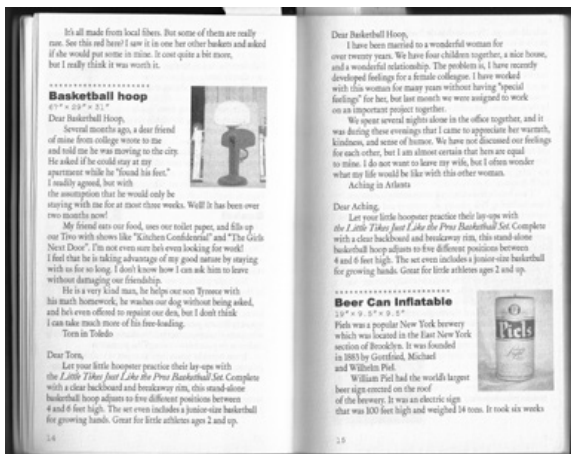 It's all made from local fibers. But some of them are really
rare. See this red here? I saw it in one her other baskets and asked
if she would put some in mine. It cost quite a bit more,
but I really think it was worth it.
Basketball hoop
61" × 29" × 31"
Dear Basketball Hoop,
Several months ago, a dear friend
of mine from college wrote to me
and told me he was moving to the city.
He asked if he could stay at my
apartment while he "found his feet."
I readily agreed, but with
the assumption that he would only be
staying with me for at most three weeks. Well! It has been over
two months now!
My friend eats our food, uses our toilet paper, and fills up
our Tivo with shows like "Kitchen Confidential" and "The Girls
Next Door". I'm not even sure he's even looking for work!
I feel that he is taking advantage of my good nature by staying
with us for so long. I don't know how I can ask him to leave
without damaging our friendship.
He is a very kind man, he helps our son Tyreece with
his math homework, he washes our dog without being asked,
and he's even offered to repaint our den, but I don't think
I can take much more of his free-loading.
Torn in Toledo
Dear Torn,
Let your little hoopster practice their lay-ups with
the Little Tikes Just Like the Pros Basketball Set. Complete
with a clear backboard and breakaway rim, this stand-alone
basketball hoop adjusts to five different positions between
4 and 6 feet high. The set even includes a junior-size basketball
for growing hands. Great for little athletes ages 2 and up.
14
Dear Basketball Hoop,
I have been married to a wonderful woman for
over twenty years. We have four children together, a nice house,
and a wonderful relationship. The problem is, I have recently
developed feelings for a female colleague. I have worked
with this woman for many years without having "special
feelings" for her, but last month we were assigned to work
on an important project together.
We spent several nights alone in the office together, and it
was during these evenings that I came to appreciate her warmth,
kindness, and sense of humor. We have not discussed our feelings
for each other, but I am almost certain that hers are equal
to mine. I do not want to leave my wife, but I often wonder
what my life would be like with this other woman.
Aching in Atlanta
Dear Aching,
Let your little hoopster practice their lay-ups with
the Little Tikes Just Like the Pros Basketball Set. Complete
with a clear backboard and breakaway rim, this stand-alone
basketball hoop adjusts to five different positions between
4 and 6 feet high. The set even includes a junior-size basketball
for growing hands. Great for little athletes ages 2 and up.
Beer Can Inflatable
19" × 9.5" × 9.5"
Piels was a popular New York brewery
which was located in the East New York
section of Brooklyn. It was founded
in 1883 by Gottfried, Michael
and Wilhelm Piel.
William Piel had the world's largest
beer sign erected on the roof
of the brewery. It was an electric sign
that was 100 feet high and weighed 14 tons. It took six weeks
Piels
15